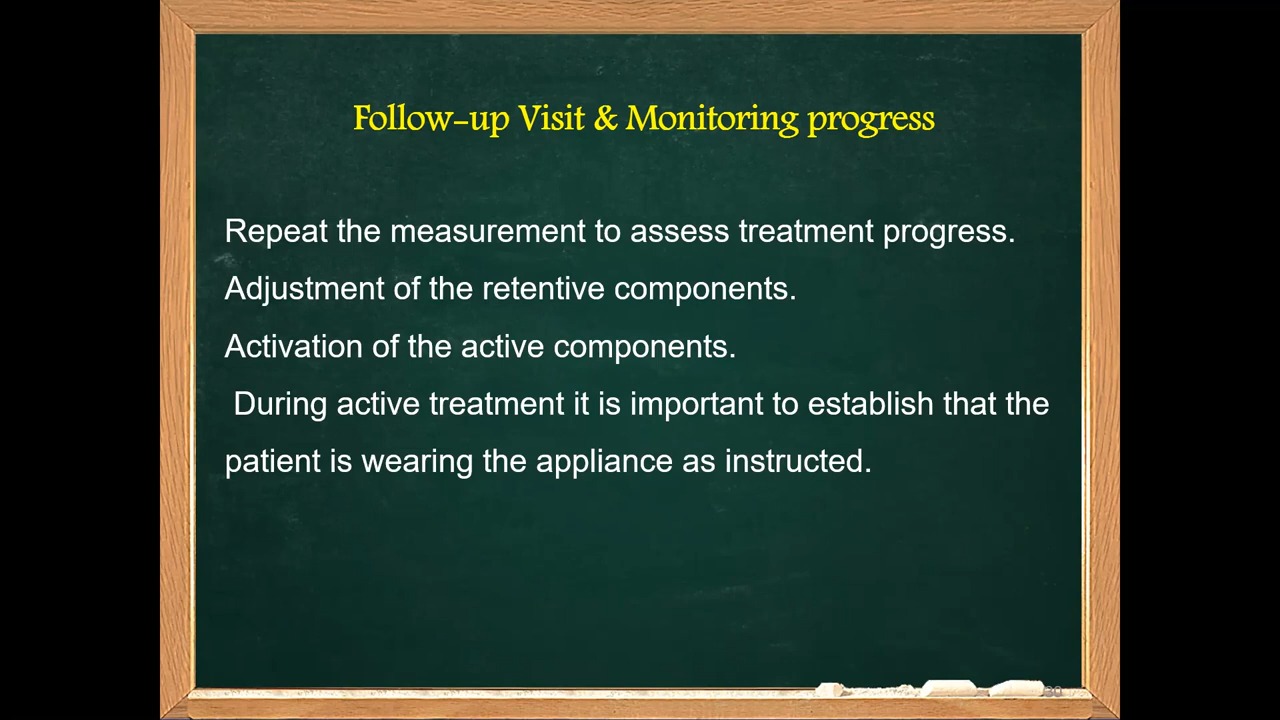 Follow-up Visit & Monitoring progress
Repeat the measurement to assess treatment progress.
Adjustment of the retentive components.
Activation of the active components.
During active treatment it is important to establish that the
patient is wearing the appliance as instructed.